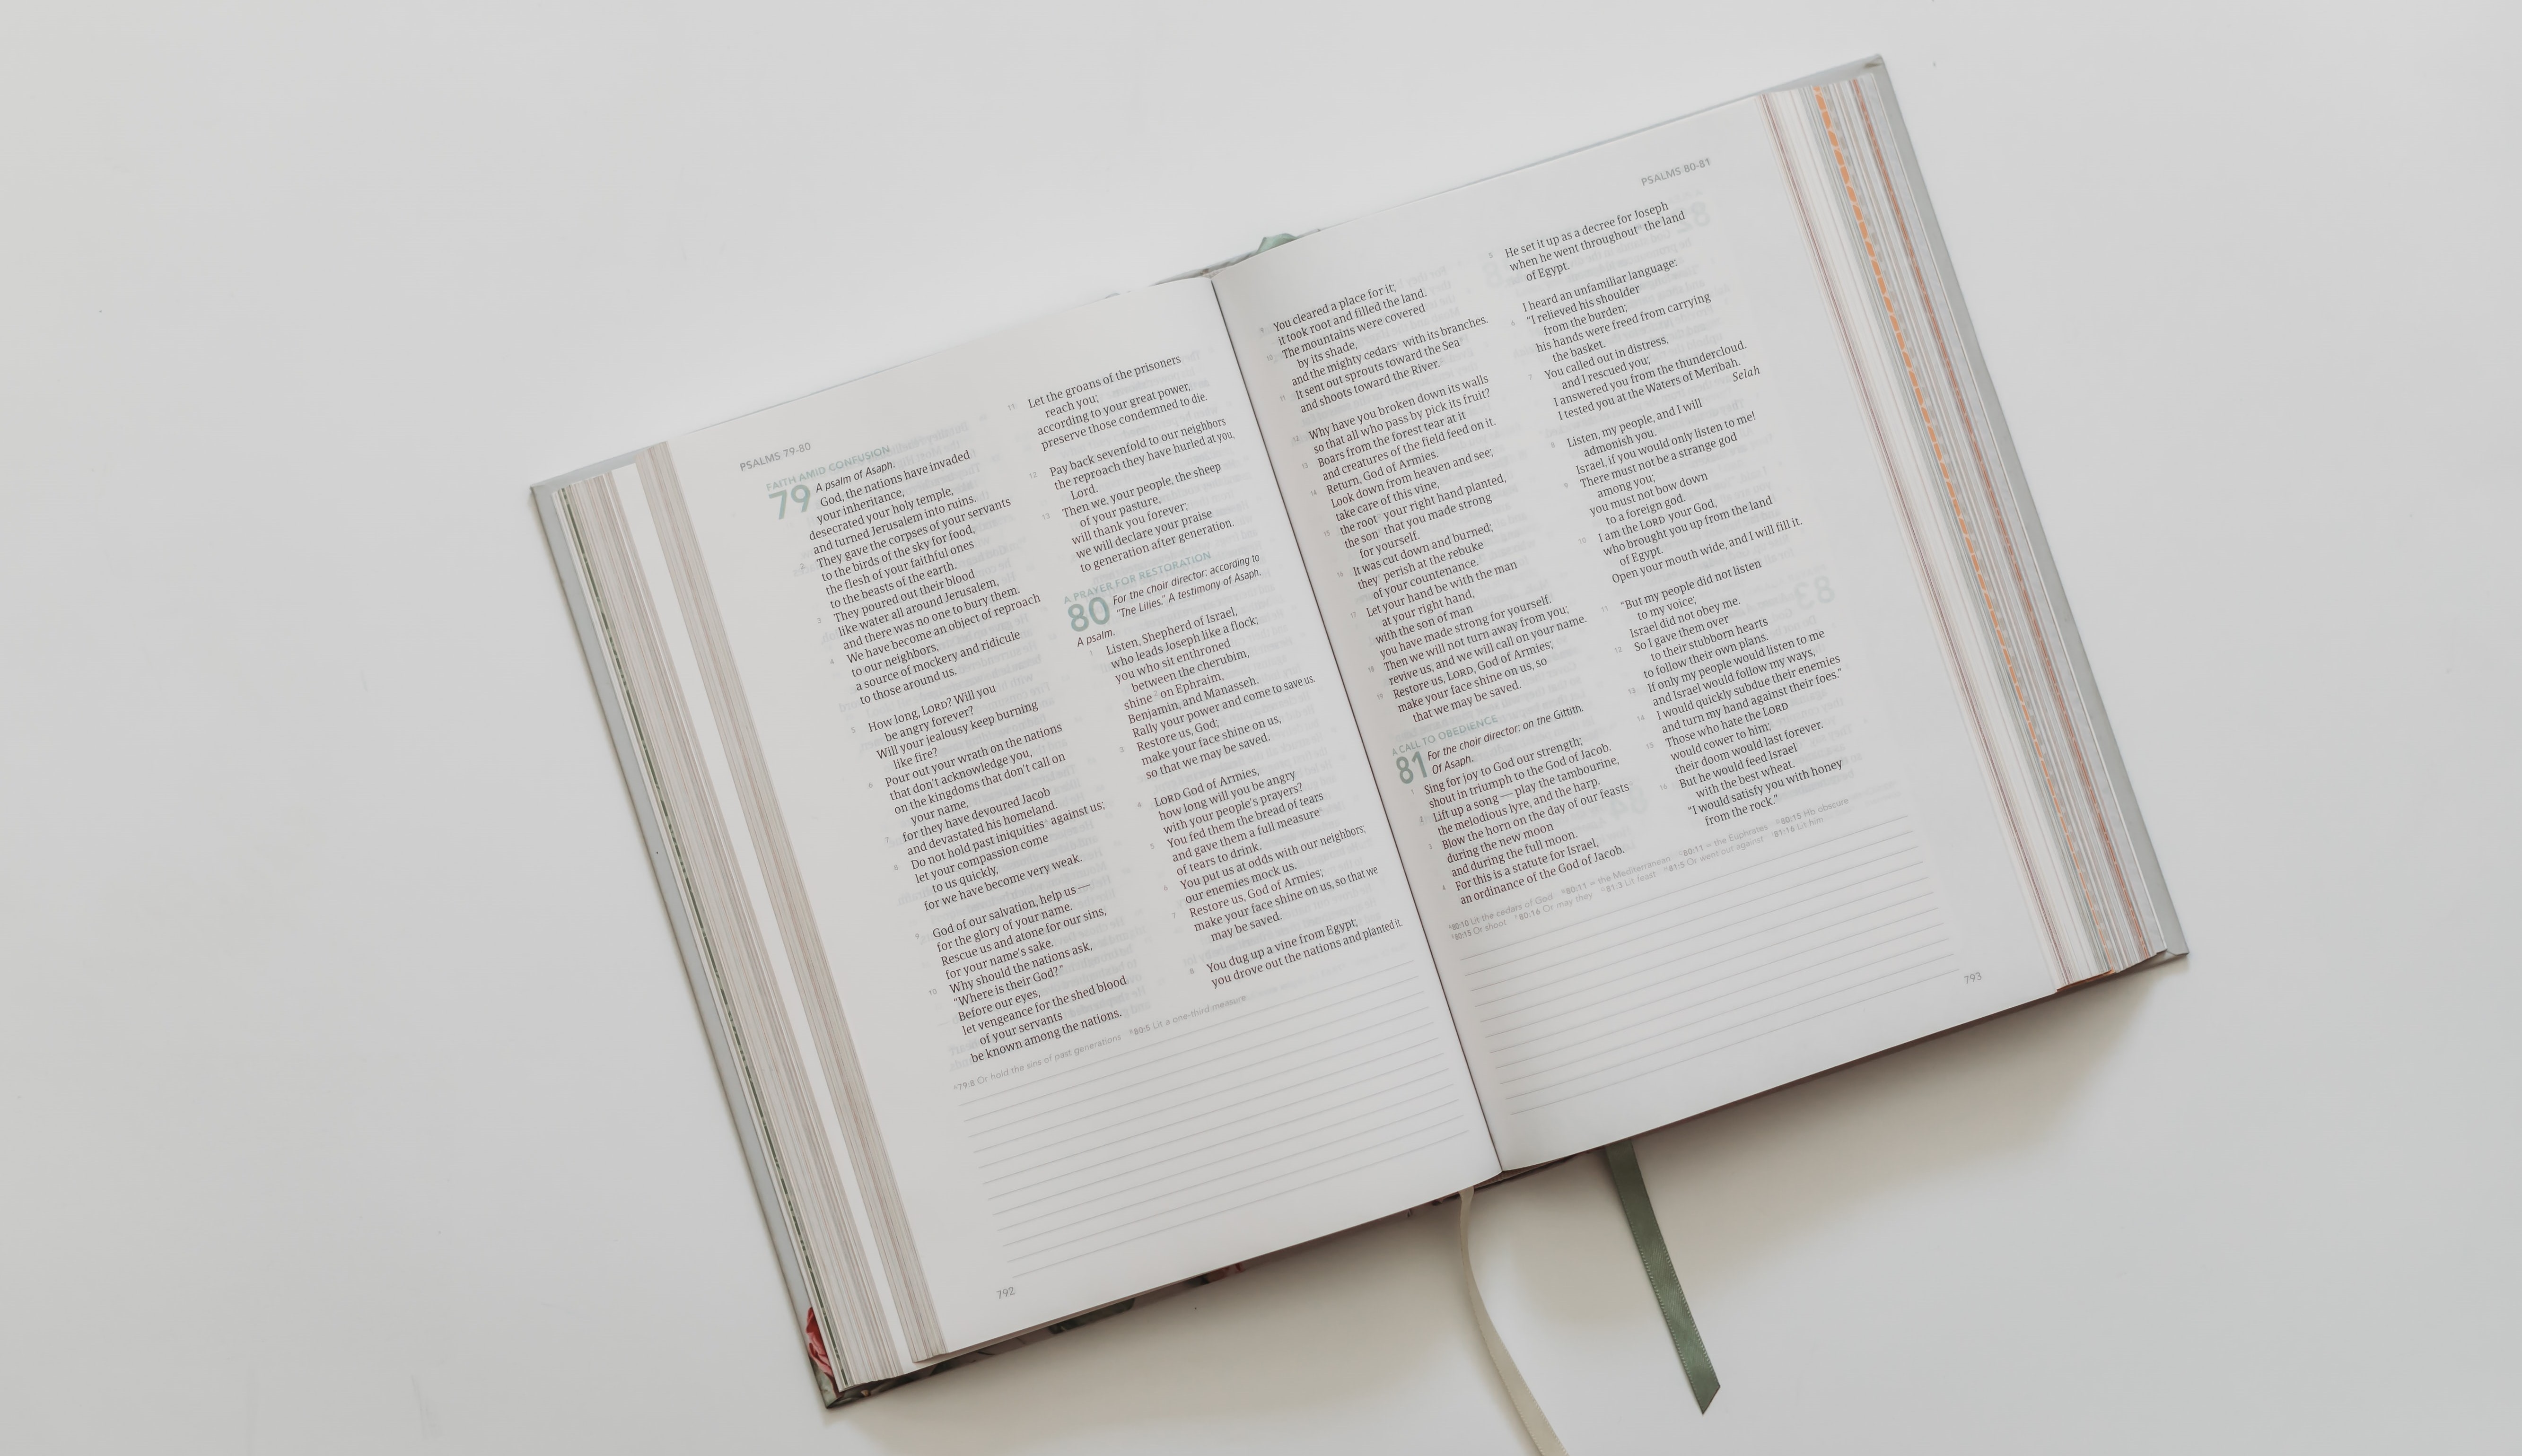 PSALMS 79-80
FAITH AMID CONFUSION
79 A psalm of Asaph.
God, the nations have invaded
your inheritance,
desecrated your holy temple,
and turned Jerusalem into ruins.
2 They gave the corpses of your servants
to the birds of the sky for food,
the flesh of your faithful ones
to the beasts of the earth.
3 They poured out their blood
like water all around Jerusalem,
and there was no one to bury them.
4 We have become an object of reproach
to our neighbors,
a source of mockery and ridicule
to those around us.
5 How long, LORD? Will you
be angry forever?
Will your jealousy keep burning
like fire?
6 Pour out your wrath on the nations
that don't acknowledge you,
on the kingdoms that don't call on
your name,
7 for they have devoured Jacob
and devastated his homeland.
8 Do not hold past iniquities against us;
let your compassion come
to us quickly,
for we have become very weak.
9 God of our salvation, help us —
for the glory of your name.
Rescue us and atone for our sins,
for your name's sake.
10 Why should the nations ask,
"Where is their God?"
Before our eyes,
let vengeance for the shed blood
of your servants
be known among the nations.
11 Let the groans of the prisoners
reach you;
according to your great power,
preserve those condemned to die.
12 Pay back sevenfold to our neighbors
the reproach they have hurled at you,
Lord.
13 Then we, your people, the sheep
of your pasture,
will thank you forever;
we will declare your praise
to generation after generation.
A PRAYER FOR RESTORATION
80 For the choir director: according to
"The Lilies." A testimony of Asaph.
A psalm.
1 Listen, Shepherd of Israel,
who leads Joseph like a flock;
you who sit enthroned
between the cherubim,
shine 2 on Ephraim,
Benjamin, and Manasseh.
Rally your power and come to save us.
3 Restore us, God;
make your face shine on us,
so that we may be saved.
4 LORD God of Armies,
how long will you be angry
with your people's prayers?
5 You fed them the bread of tears
and gave them a full measure
of tears to drink.
6 You put us at odds with our neighbors;
our enemies mock us.
7 Restore us, God of Armies;
make your face shine on us, so that we
may be saved.
8 You dug up a vine from Egypt;
you drove out the nations and planted it.
79:8 Or hold the sins of past generations 80:5 Lit a one-third measure
792
PSALMS 80-81
9 You cleared a place for it;
it took root and filled the land.
10 The mountains were covered
by its shade,
and the mighty cedars with its branches.
11 It sent out sprouts toward the Sea
and shoots toward the River.
12 Why have you broken down its walls
so that all who pass by pick its fruit?
13 Boars from the forest tear at it
and creatures of the field feed on it.
14 Return, God of Armies.
Look down from heaven and see;
take care of this vine,
15 the root your right hand planted,
the son that you made strong
for yourself.
16 It was cut down and burned;
they perish at the rebuke
of your countenance.
17 Let your hand be with the man
at your right hand,
with the son of man
you have made strong for yourself.
18 Then we will not turn away from you;
revive us, and we will call on your name.
19 Restore us, LORD, God of Armies;
make your face shine on us, so
that we may be saved.
A CALL TO OBEDIENCE
81 For the choir director: on the Gittith.
Of Asaph.
1 Sing for joy to God our strength;
shout in triumph to the God of Jacob.
2 Lift up a song — play the tambourine,
the melodious lyre, and the harp.
3 Blow the horn on the day of our feasts
during the new moon
and during the full moon.
4 For this is a statute for Israel,
an ordinance of the God of Jacob.
5 He set it up as a decree for Joseph
when he went throughout the land
of Egypt.
I heard an unfamiliar language:
6 "I relieved his shoulder
from the burden;
his hands were freed from carrying
the basket.
7 You called out in distress,
and I rescued you;
I answered you from the thundercloud.
I tested you at the Waters of Meribah.
Selah
8 Listen, my people, and I will
admonish you.
Israel, if you would only listen to me!
9 There must not be a strange god
among you;
you must not bow down
to a foreign god.
10 I am the LORD your God,
who brought you up from the land
of Egypt.
Open your mouth wide, and I will fill it.
11 "But my people did not listen
to my voice;
Israel did not obey me.
12 So I gave them over
to their stubborn hearts
to follow their own plans.
13 If only my people would listen to me
and Israel would follow my ways,
14 I would quickly subdue their enemies
and turn my hand against their foes."
15 Those who hate the LORD
would cower to him;
their doom would last forever.
16 But he would feed Israel
with the best wheat.
"I would satisfy you with honey
from the rock."
80:10 Lit the cedars of God 80:11 = the Mediterranean 80:11 = the Euphrates 80:15 Hb obscure
80:15 Or shoot 80:16 Or may they 81:3 Lit feast 81:5 Or went out against 81:16 Lit him
793